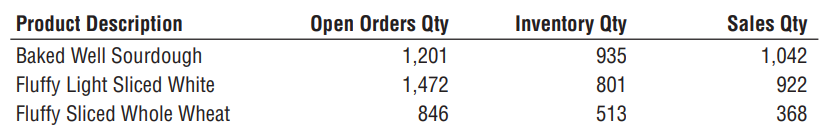 Product Description Open Orders Qty Inventory Qty Sales Qty
Baked Well Sourdough 1,201 935 1,042
Fluffy Light Sliced White 1,472 801 922
Fluffy Sliced Whole Wheat 846 513 368